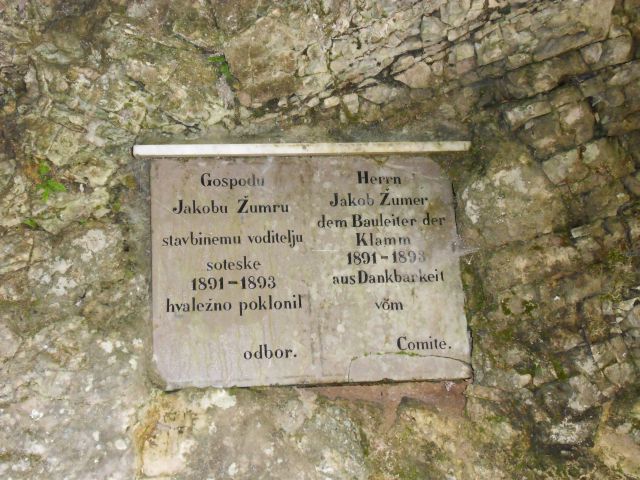 Gospodu
Jakobu Žumru
stavbinemu voditelju
soteske
1891-1893
hvaležno poklonil
odbor.
Herrn
Jakob Žumer
dem Bauleiter der
Klamm
1891-1893
aus Dankbarkeit
vŏm
Comite.